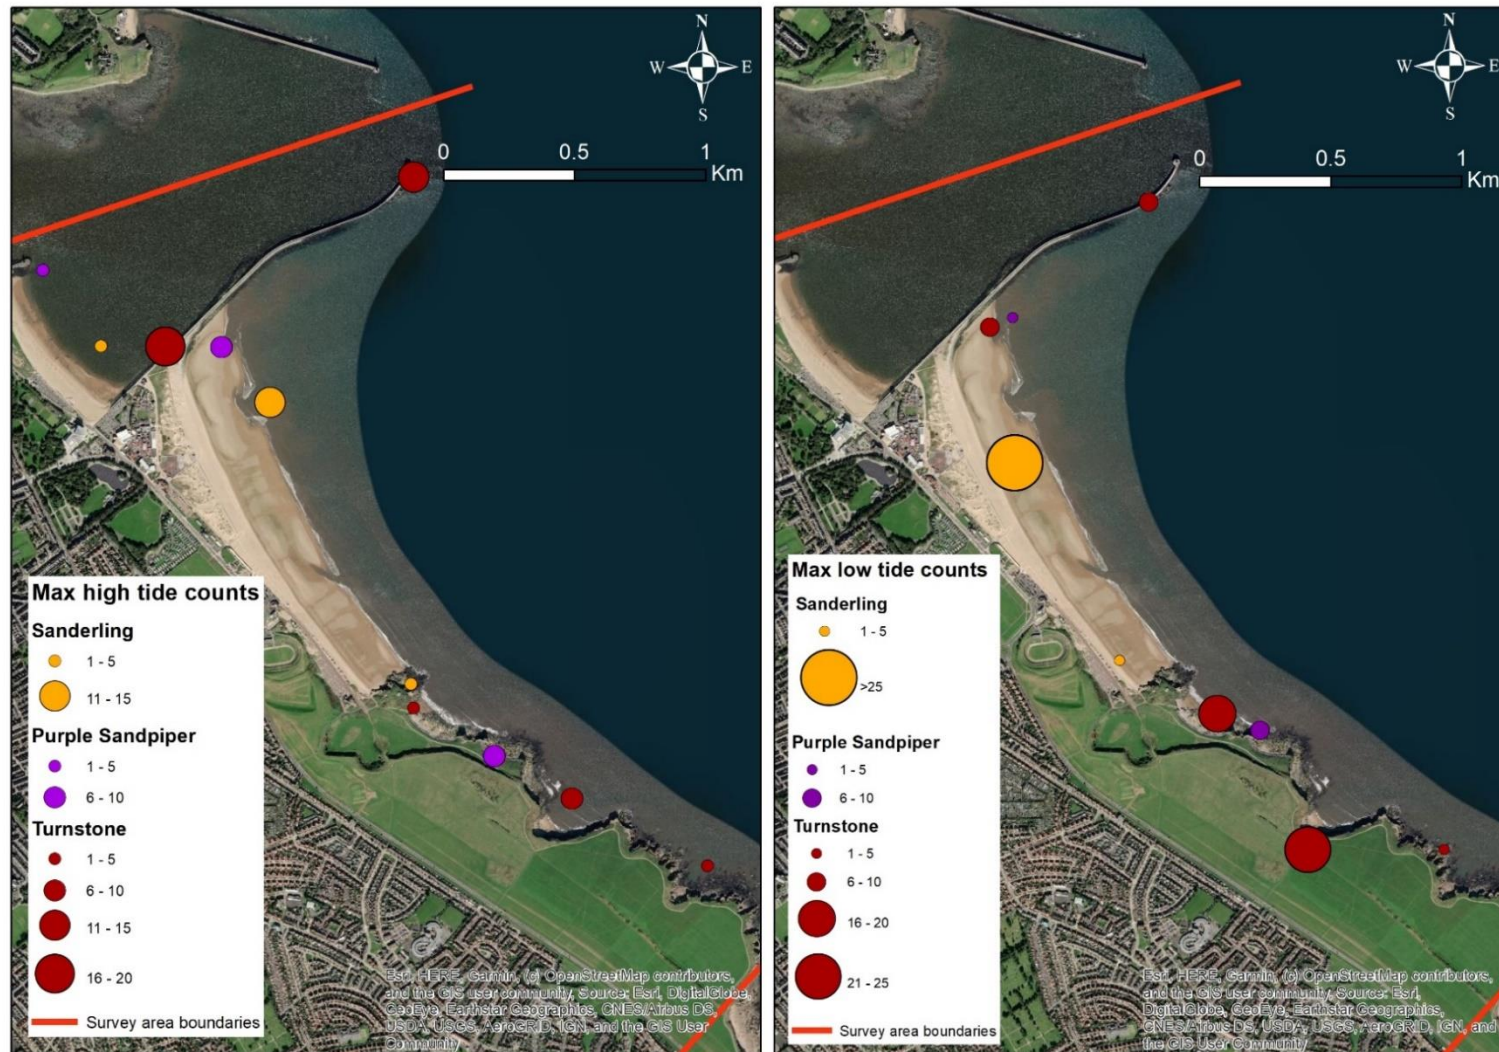 N
W E
S
0 0.5 1
Km
Max high tide counts
Sanderling
1 - 5
11 - 15
Purple Sandpiper
1 - 5
6 - 10
Turnstone
1 - 5
6 - 10
11 - 15
16 - 20
Survey area boundaries
Esri, HERE, Garmin, (c) OpenStreetMap contributors,
and the GIS user community, Source: Esri, DigitalGlobe,
GeoEye, Earthstar Geographics, CNES/Airbus DS,
USDA, USGS, AeroGRID, IGN, and the GIS User
Community
N
W E
S
0 0.5 1
Km
Max low tide counts
Sanderling
1 - 5
>25
Purple Sandpiper
1 - 5
6 - 10
Turnstone
1 - 5
6 - 10
16 - 20
21 - 25
Survey area boundaries
Esri, HERE, Garmin, (c) OpenStreetMap contributors,
and the GIS user community, Source: Esri,
DigitalGlobe, GeoEye, Earthstar Geographics,
CNES/Airbus DS, USDA, USGS, AeroGRID, IGN, and
the GIS User Community